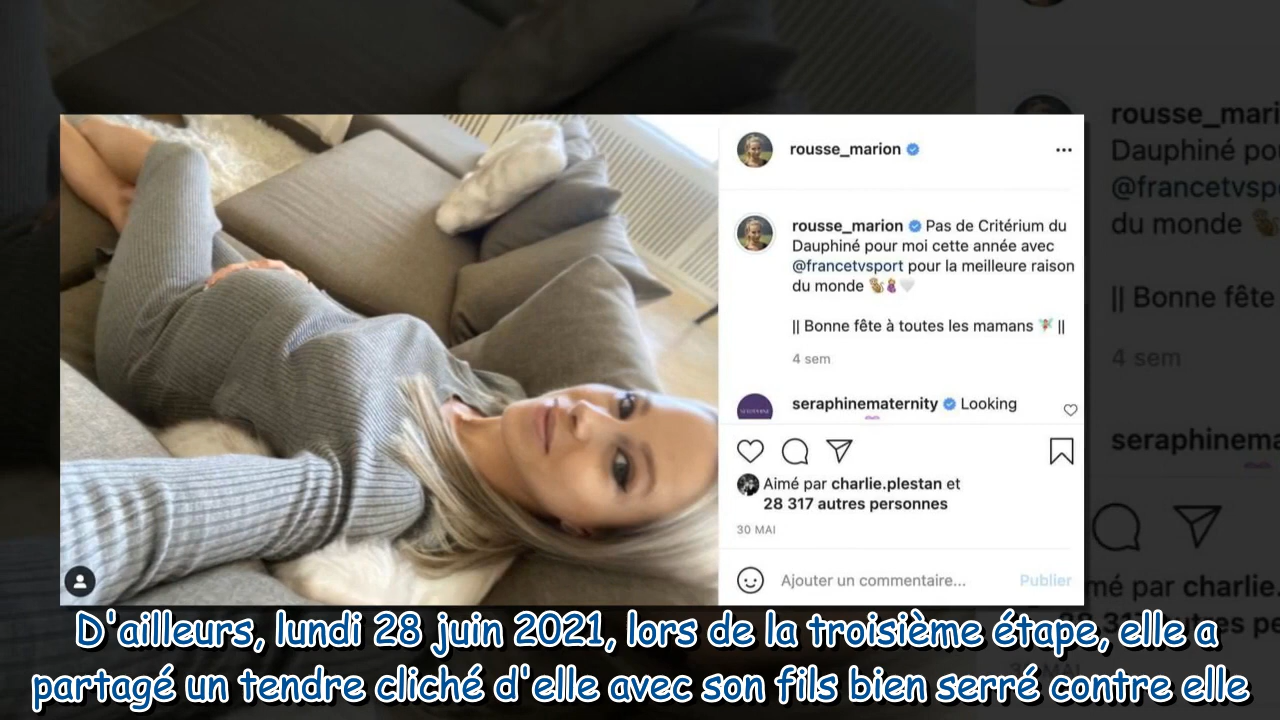 rousse_marion
rousse_marion Pas de Critérium du
Dauphiné pour moi cette année avec
@francetvsport pour la meilleure raison
du monde 👏🏼🤰🏼🤍
|| Bonne fête à toutes les mamans 🧚🏼 ||
4 sem
seraphinematernity Looking
Aimé par charlie.plestan et
28 317 autres personnes
30 MAI
Ajouter un commentaire... Publier
rousse_mari
Dauphiné po
@francetvsp
du monde
|| Bonne fête
4 sem
seraphinema
mé par charlie.
D'ailleurs, lundi 28 juin 2021, lors de la troisième étape, elle a
partagé un tendre cliché d'elle avec son fils bien serré contre elle